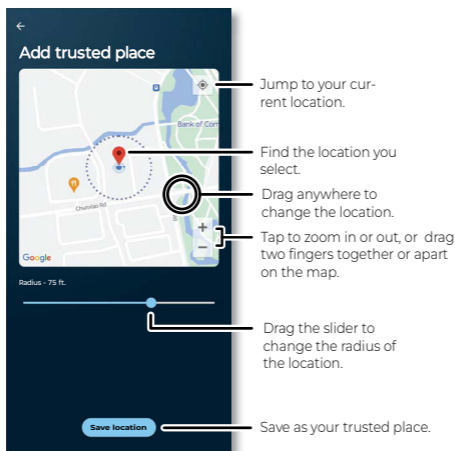 Add trusted place
Jump to your cur-
rent location.
Bank of Com
Find the location you
select.
Drag anywhere to
change the location.
Chunxiao Rd
Tap to zoom in or out, or drag
two fingers together or apart
on the map.
+
−
Google
Radius - 75 ft.
Drag the slider to
change the radius of
the location.
Save location
Save as your trusted place.